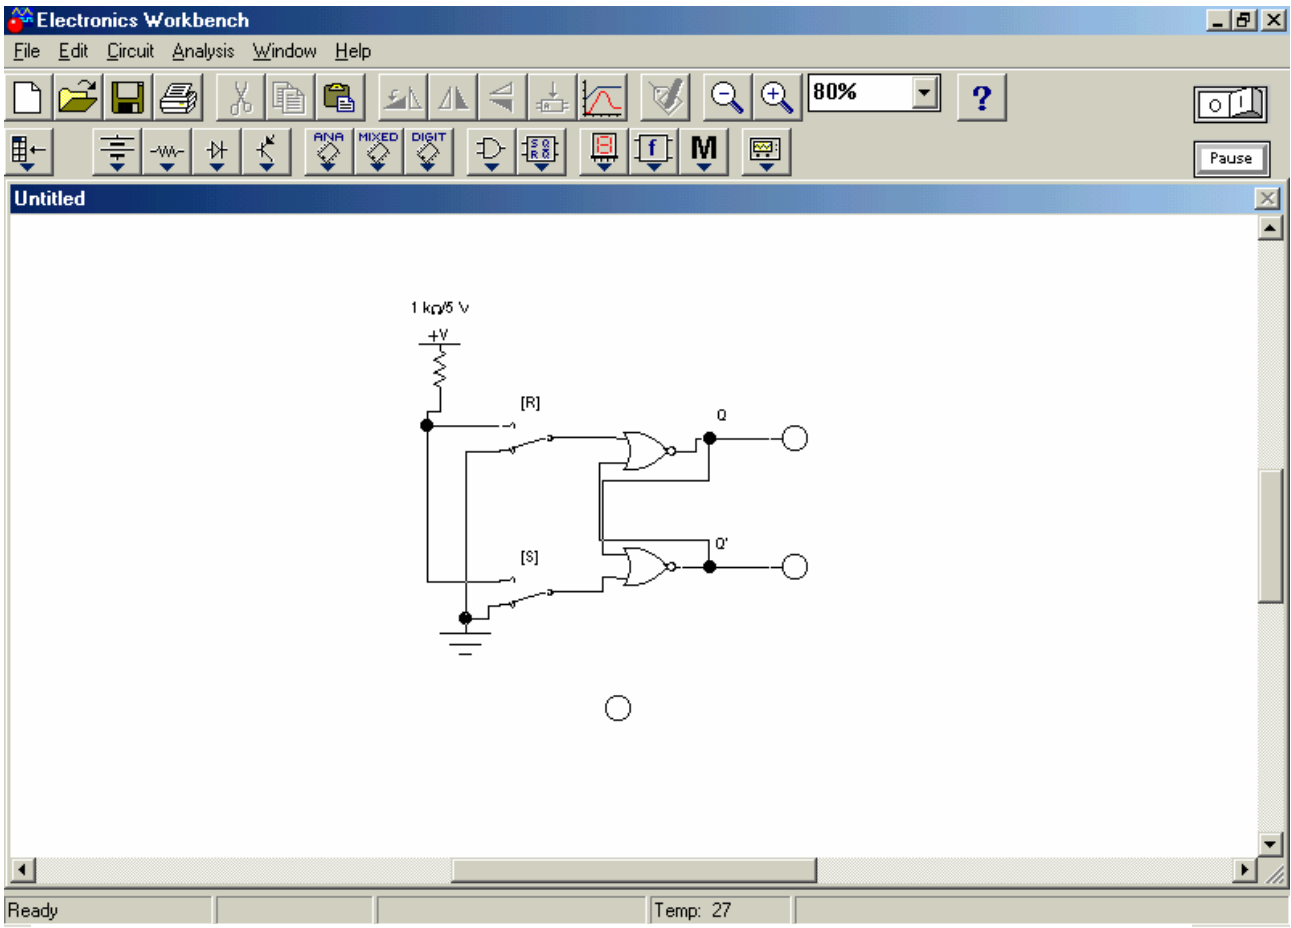 Electronics Workbench
File Edit Circuit Analysis Window Help
80%
?
ANA MIXED DIGIT
S Q
R Q
f
M
Pause
Untitled
1 kΩ/5 V
+V
[R]
Q
[S]
Q'
Ready
Temp: 27